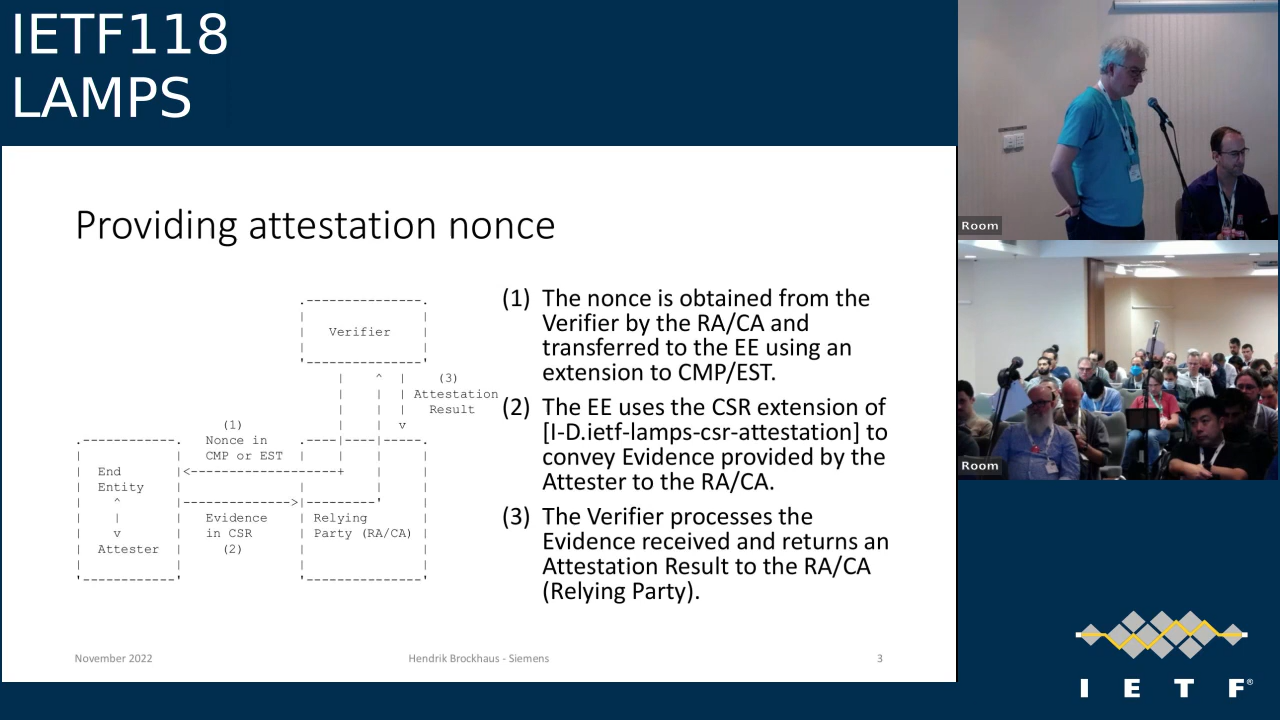 IETF118
LAMPS
Room
Room
Providing attestation nonce
Verifier
(3)
Attestation
Result
(1)
Nonce in
CMP or EST
End
Entity
Attester
Evidence
in CSR
(2)
Relying
Party (RA/CA)
(1) The nonce is obtained from the
Verifier by the RA/CA and
transferred to the EE using an
extension to CMP/EST.
(2) The EE uses the CSR extension of
[I-D.ietf-lamps-csr-attestation] to
convey Evidence provided by the
Attester to the RA/CA.
(3) The Verifier processes the
Evidence received and returns an
Attestation Result to the RA/CA
(Relying Party).
November 2022
Hendrik Brockhaus - Siemens
3
I E T F®